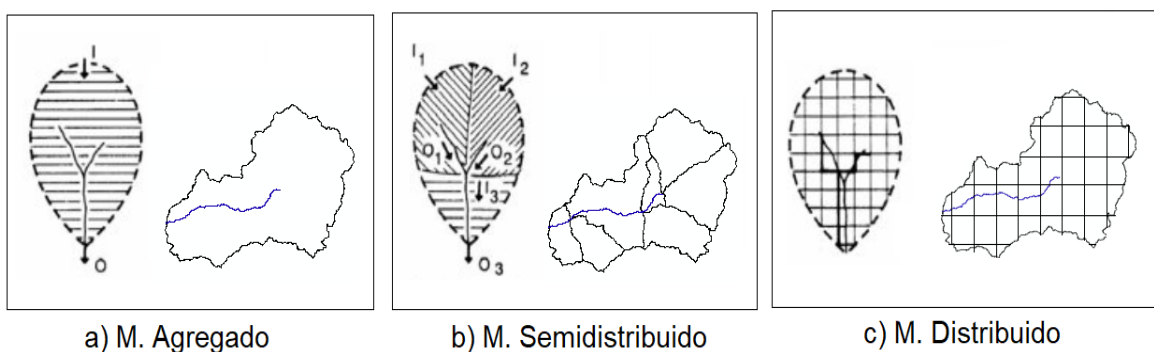 I
O
a) M. Agregado
I1
I2
O1
O2
I3
O3
b) M. Semidistribuido
c) M. Distribuido